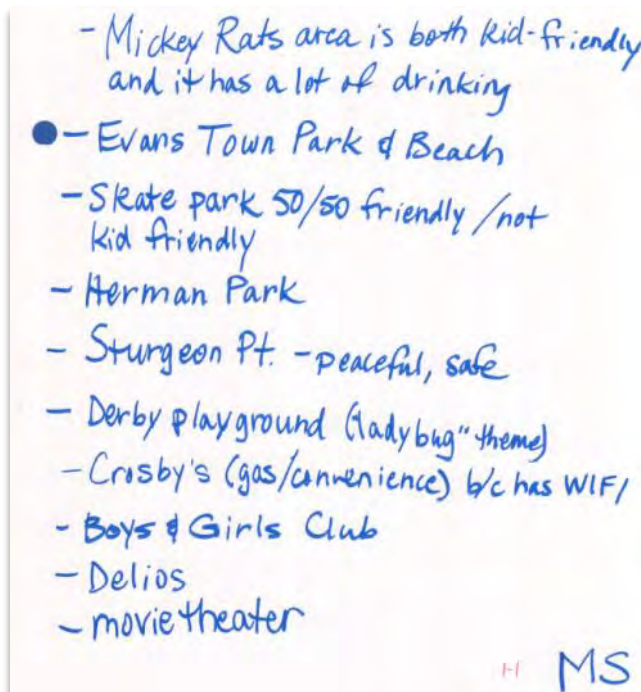 - Mickey Rats area is both kid-friendly
and it has a lot of drinking
- Evans Town Park & Beach
- Skate park 50/50 friendly/not
kid friendly
- Herman Park
- Sturgeon Pt. - peaceful, safe
- Derby playground ("ladybug" theme)
- Crosby's (gas/convenience) b/c has WIFI
- Boys & Girls Club
- Delios
- movie theater
H MS